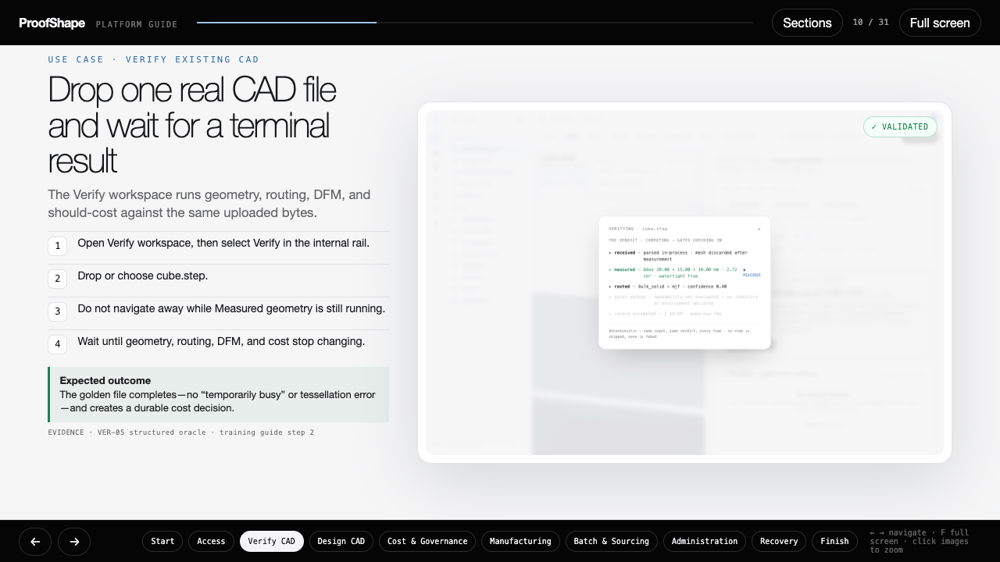 ProofShape PLATFORM GUIDE
Sections
10 / 31
Full screen
USE CASE · VERIFY EXISTING CAD
Drop one real CAD file
and wait for a terminal
result
The Verify workspace runs geometry, routing, DFM, and
should-cost against the same uploaded bytes.
1 Open Verify workspace, then select Verify in the internal rail.
2 Drop or choose cube.step.
3 Do not navigate away while Measured geometry is still running.
4 Wait until geometry, routing, DFM, and cost stop changing.
Expected outcome
The golden file completes—no “temporarily busy” or tessellation error
—and creates a durable cost decision.
EVIDENCE · VER-05 structured oracle · training guide step 2
✓ VALIDATED
VERIFYING · cube.step
THE VERDICT · COMPUTING — GATES CHECKING IN
received — parsed in-process · mesh discarded after
measurement
measured — bbox 20.00 × 15.00 × 10.00 mm · 2.72
cm³ · watertight true
MEASURED
routed — bulk_solid → mjf · confidence 0.40
gates walked — makeability not evaluated — no inventory
or environment declared
deterministic — same input, same verdict, every time · no step is
skipped, none is faked
← →
Start
Access
Verify CAD
Design CAD
Cost & Governance
Manufacturing
Batch & Sourcing
Administration
Recovery
Finish
← → navigate · F full
screen · click images
to zoom